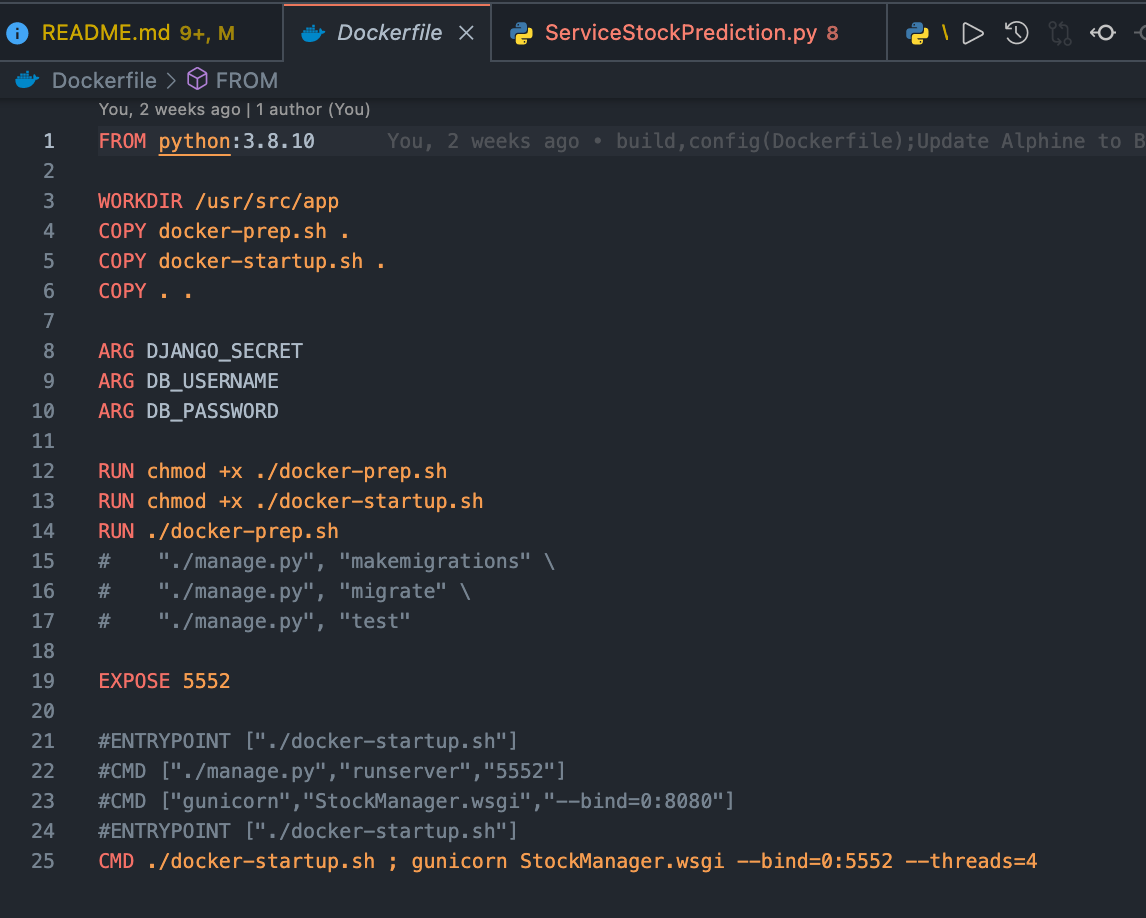 README.md 9+, M
Dockerfile
ServiceStockPrediction.py 8
\
Dockerfile > FROM
You, 2 weeks ago | 1 author (You)
1 FROM python:3.8.10 You, 2 weeks ago • build,config(Dockerfile);Update Alphine to B
2
3 WORKDIR /usr/src/app
4 COPY docker-prep.sh .
5 COPY docker-startup.sh .
6 COPY . .
7
8 ARG DJANGO_SECRET
9 ARG DB_USERNAME
10 ARG DB_PASSWORD
11
12 RUN chmod +x ./docker-prep.sh
13 RUN chmod +x ./docker-startup.sh
14 RUN ./docker-prep.sh
15 #    "./manage.py", "makemigrations" \
16 #    "./manage.py", "migrate" \
17 #    "./manage.py", "test"
18
19 EXPOSE 5552
20
21 #ENTRYPOINT ["./docker-startup.sh"]
22 #CMD ["./manage.py","runserver","5552"]
23 #CMD ["gunicorn","StockManager.wsgi","--bind=0:8080"]
24 #ENTRYPOINT ["./docker-startup.sh"]
25 CMD ./docker-startup.sh ; gunicorn StockManager.wsgi --bind=0:5552 --threads=4